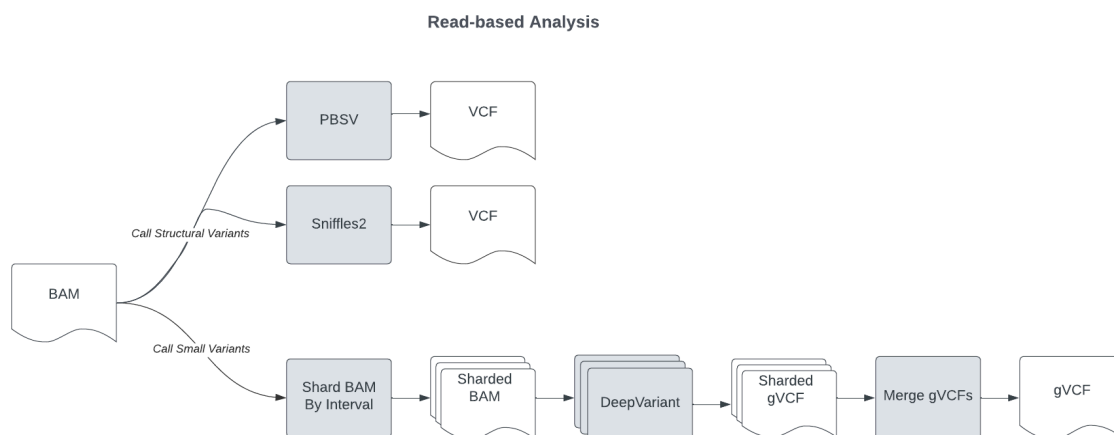 Read-based Analysis
PBSV
VCF
Sniffles2
VCF
Call Structural Variants
BAM
Call Small Variants
Shard BAM
By Interval
Sharded
BAM
DeepVariant
Sharded
gVCF
Merge gVCFs
gVCF